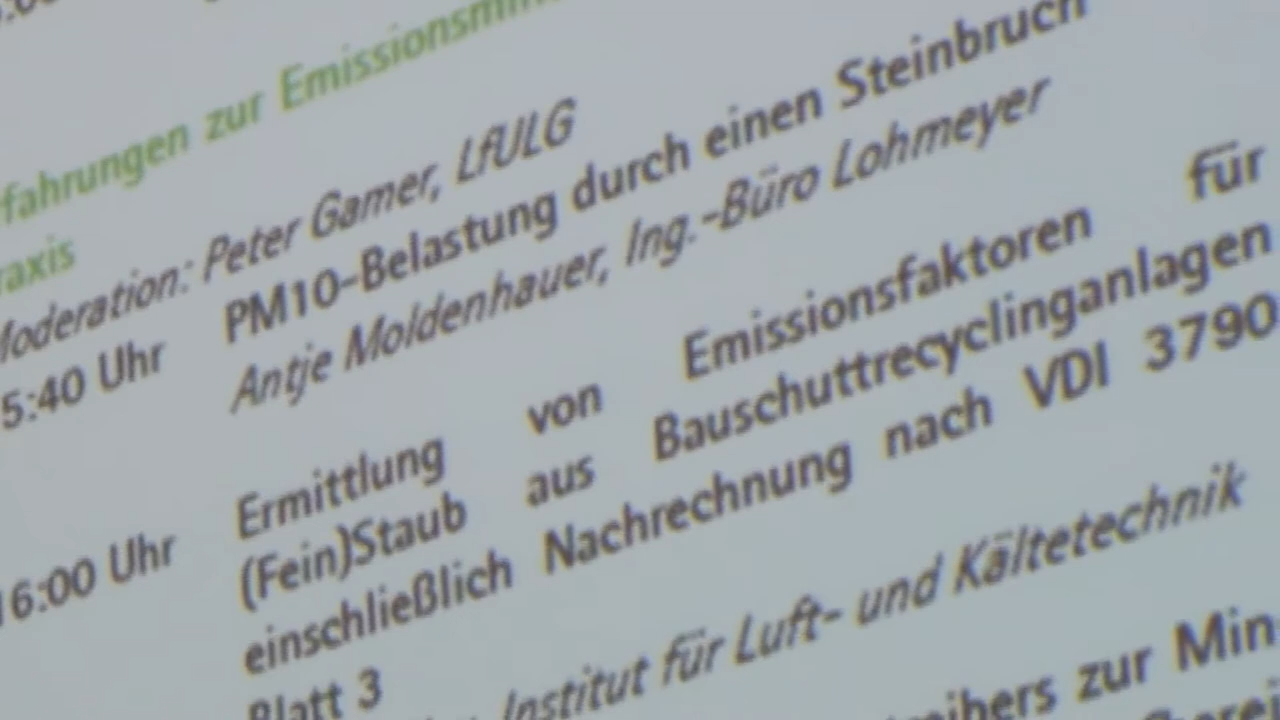 fahrungen zur Emissionsmin
raxis
Moderation: Peter Gamer, LfULG
5:40 Uhr PM10-Belastung durch einen Steinbruch
Antje Moldenhauer, Ing.-Büro Lohmeyer
16:00 Uhr Ermittlung von Emissionsfaktoren für
(Fein)Staub aus Bauschuttrecyclinganlagen
einschließlich Nachrechnung nach VDI 3790
Blatt 3
Institut für Luft- und Kältetechnik
treibers zur Min-